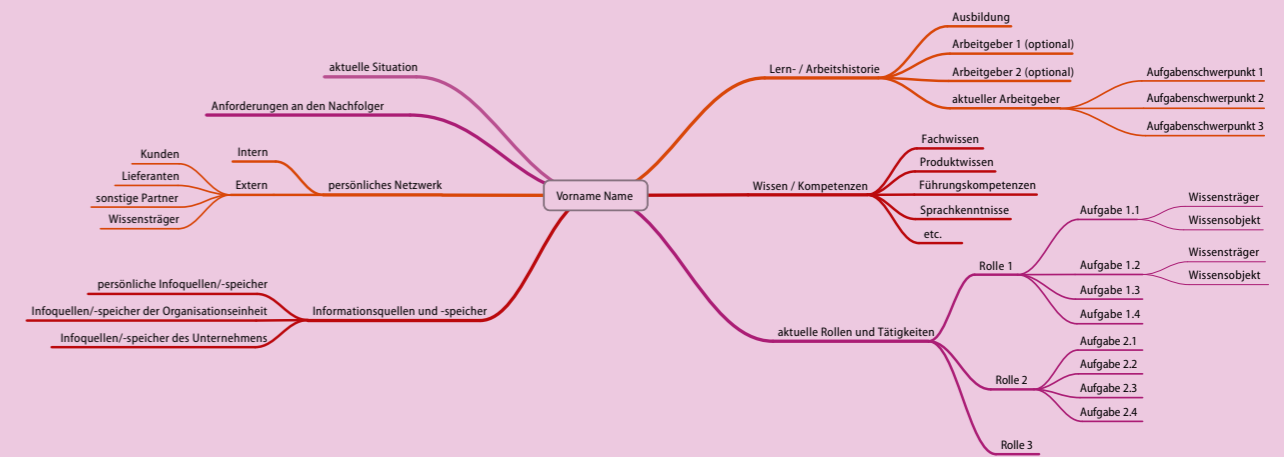 Vorname Name
aktuelle Situation
Anforderungen an den Nachfolger
persönliches Netzwerk
Intern
Extern
Kunden
Lieferanten
sonstige Partner
Wissensträger
Informationsquellen und -speicher
persönliche Infoquellen/-speicher
Infoquellen/-speicher der Organisationseinheit
Infoquellen/-speicher des Unternehmens
Lern- / Arbeitshistorie
Ausbildung
Arbeitgeber 1 (optional)
Arbeitgeber 2 (optional)
aktueller Arbeitgeber
Aufgabenschwerpunkt 1
Aufgabenschwerpunkt 2
Aufgabenschwerpunkt 3
Wissen / Kompetenzen
Fachwissen
Produktwissen
Führungskompetenzen
Sprachkenntnisse
etc.
aktuelle Rollen und Tätigkeiten
Rolle 1
Aufgabe 1.1
Wissensträger
Wissensobjekt
Aufgabe 1.2
Wissensträger
Wissensobjekt
Aufgabe 1.3
Aufgabe 1.4
Rolle 2
Aufgabe 2.1
Aufgabe 2.2
Aufgabe 2.3
Aufgabe 2.4
Rolle 3